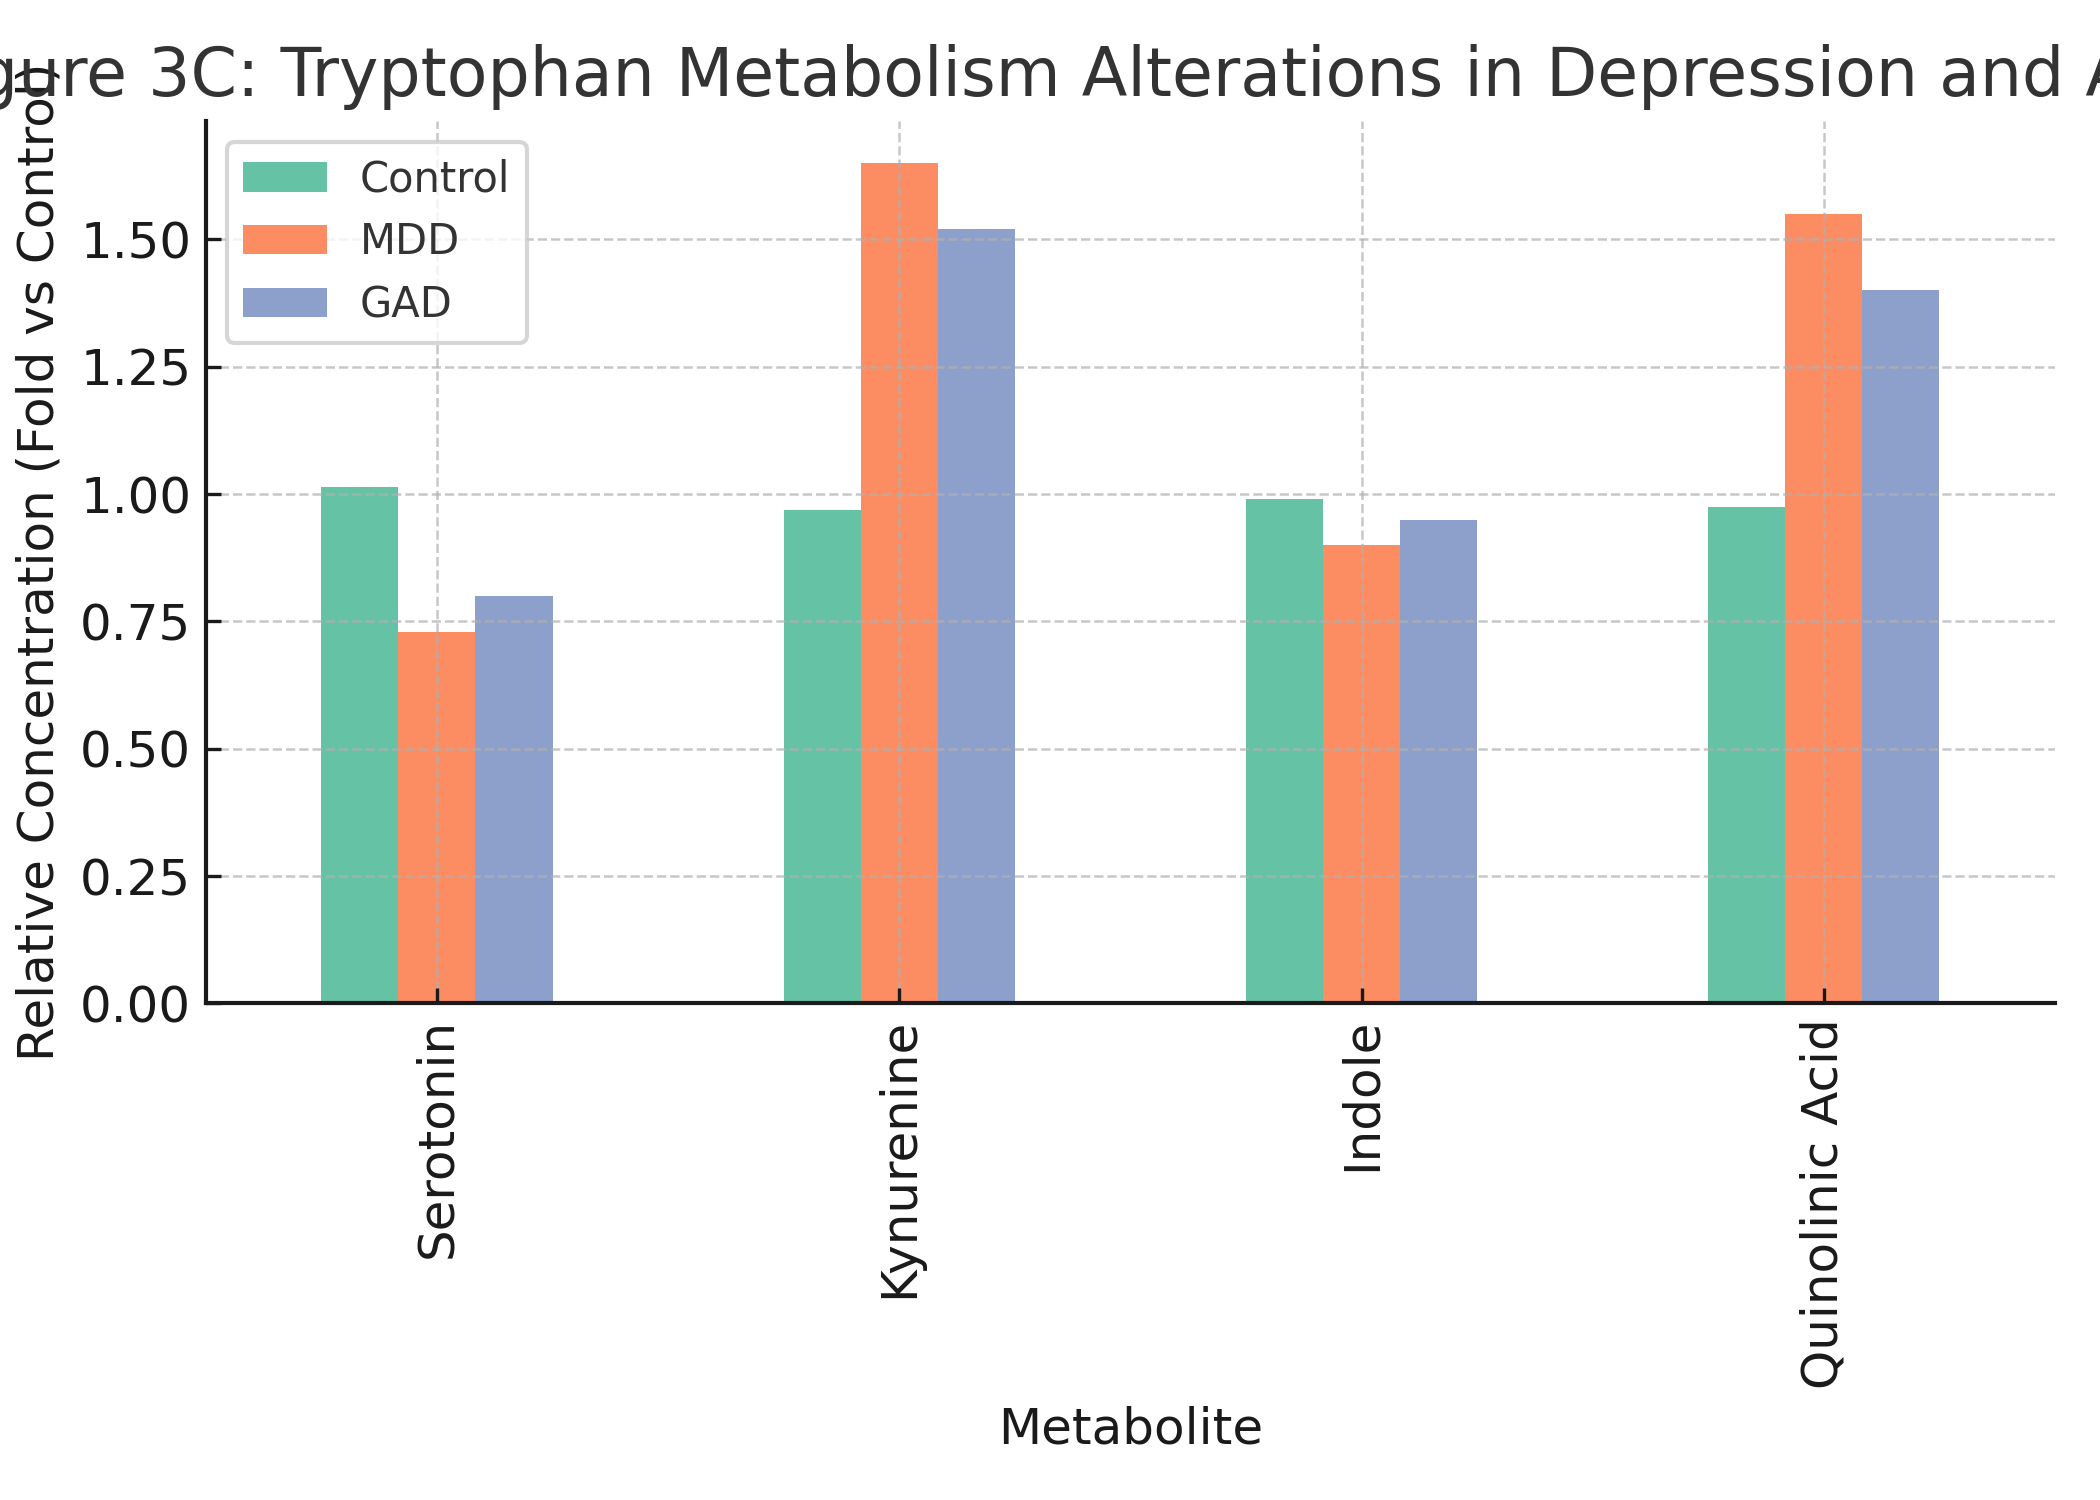 gure 3C: Tryptophan Metabolism Alterations in Depression and A
Relative Concentration (Fold vs Control)
Control
MDD
GAD
1.50
1.25
1.00
0.75
0.50
0.25
0.00
Serotonin
Kynurenine
Indole
Quinolinic Acid
Metabolite